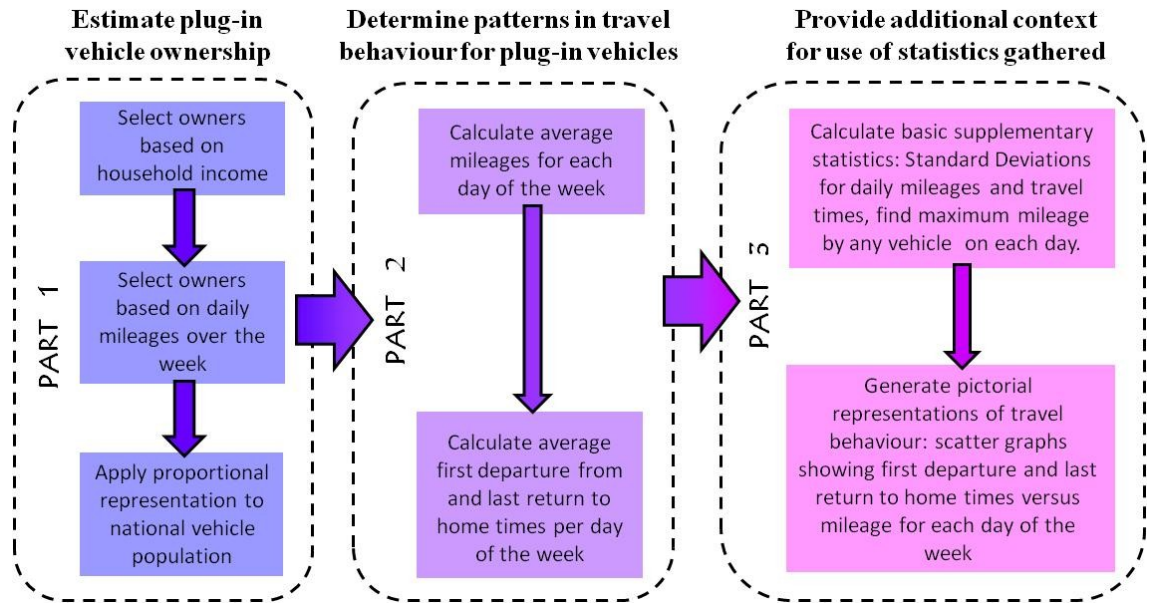 Estimate plug-in
vehicle ownership
Select owners
based on
household income
Select owners
based on daily
mileages over the
week
Apply proportional
representation to
national vehicle
population
PART 1
Determine patterns in travel
behaviour for plug-in vehicles
Calculate average
mileages for each
day of the week
Calculate average
first departure from
and last return to
home times per day
of the week
PART 2
Provide additional context
for use of statistics gathered
Calculate basic supplementary
statistics: Standard Deviations
for daily mileages and travel
times, find maximum mileage
by any vehicle on each day.
Generate pictorial
representations of travel
behaviour: scatter graphs
showing first departure and last
return to home times versus
mileage for each day of the
week
PART 3